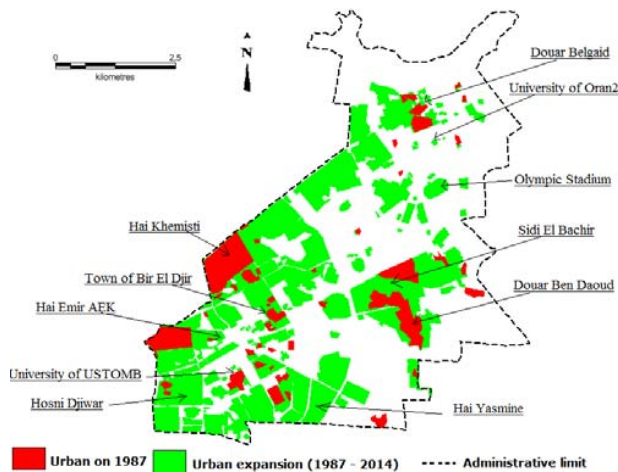 0 2.5
kilometres
N
Douar Belgaid
University of Oran2
Olympic Stadium
Hai Khemisti
Sidi El Bachir
Town of Bir El Djir
Douar Ben Daoud
Hai Emir AEK
University of USTOMB
Hosni Djiwar
Hai Yasmine
Urban on 1987 Urban expansion (1987 - 2014) Administrative limit